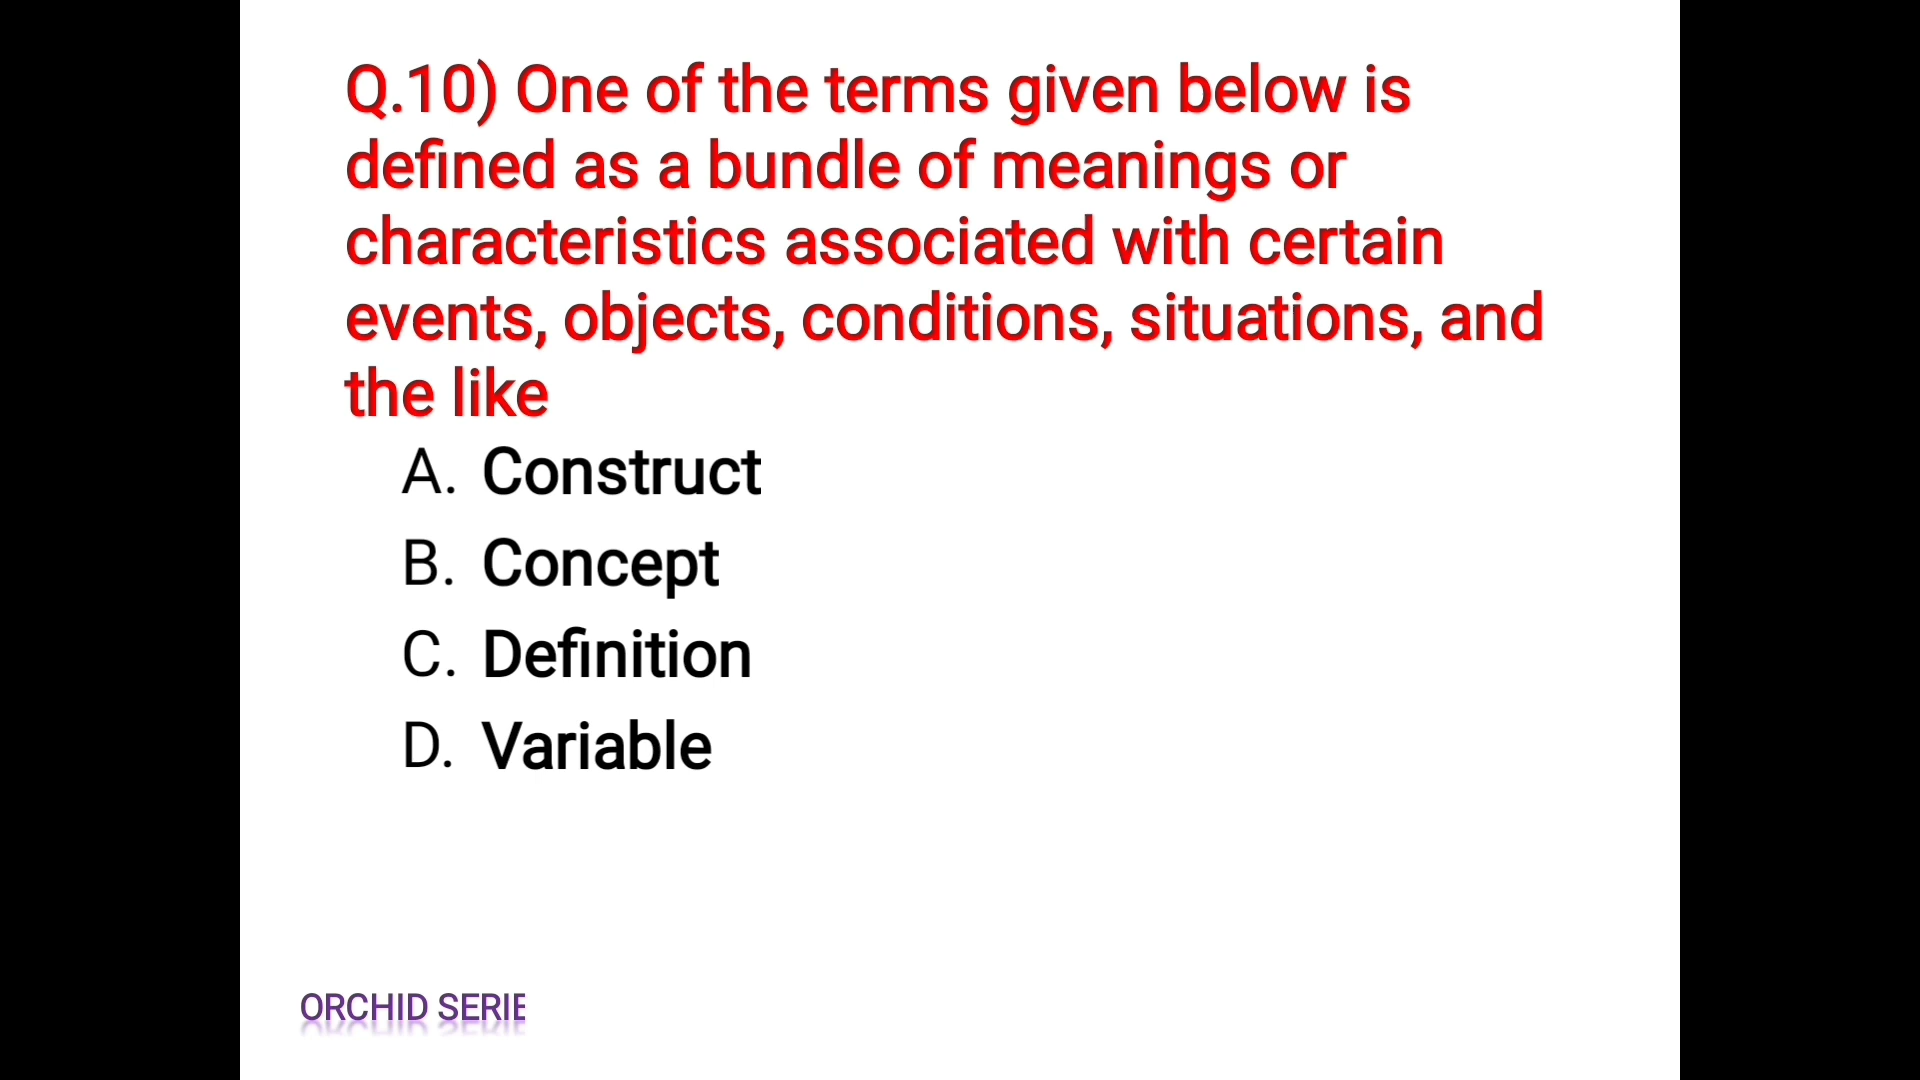 Q.10) One of the terms given below is
defined as a bundle of meanings or
characteristics associated with certain
events, objects, conditions, situations, and
the like
A. Construct
B. Concept
C. Definition
D. Variable
ORCHID SERIE